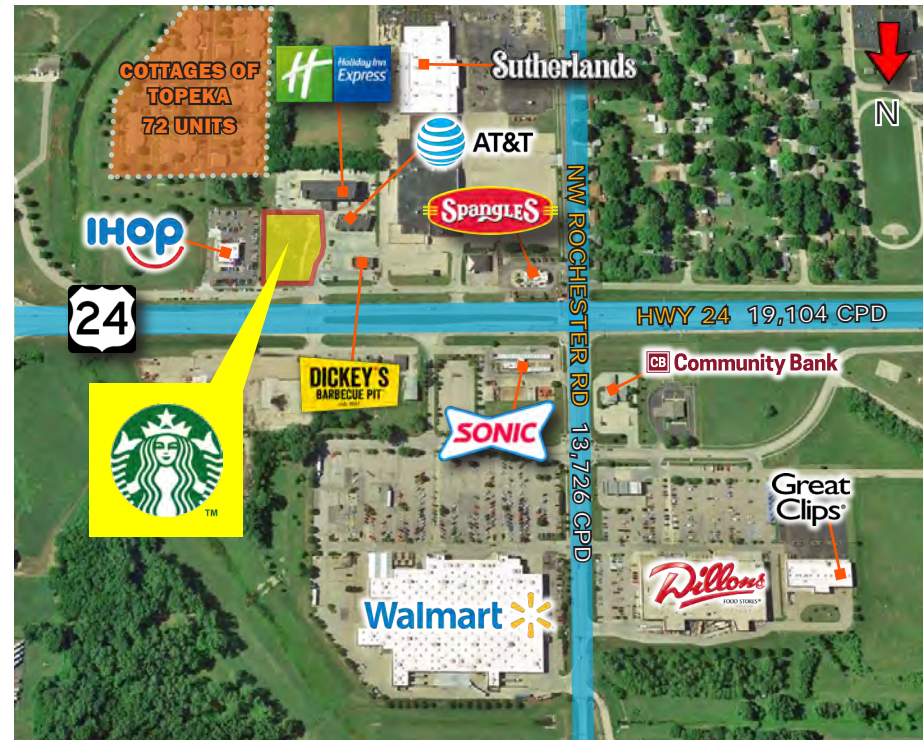 COTTAGES OF
TOPEKA
72 UNITS
H
Holiday Inn
Express
Sutherlands
AT&T
N
SPANGLES
IHOP
24
HWY 24 19,104 CPD
NW ROCHESTER RD 13,726 CPD
DICKEY'S
BARBECUE PIT
SONIC
CB Community Bank
TM
Great
Clips®
Dillons
FOOD STORES®
Walmart